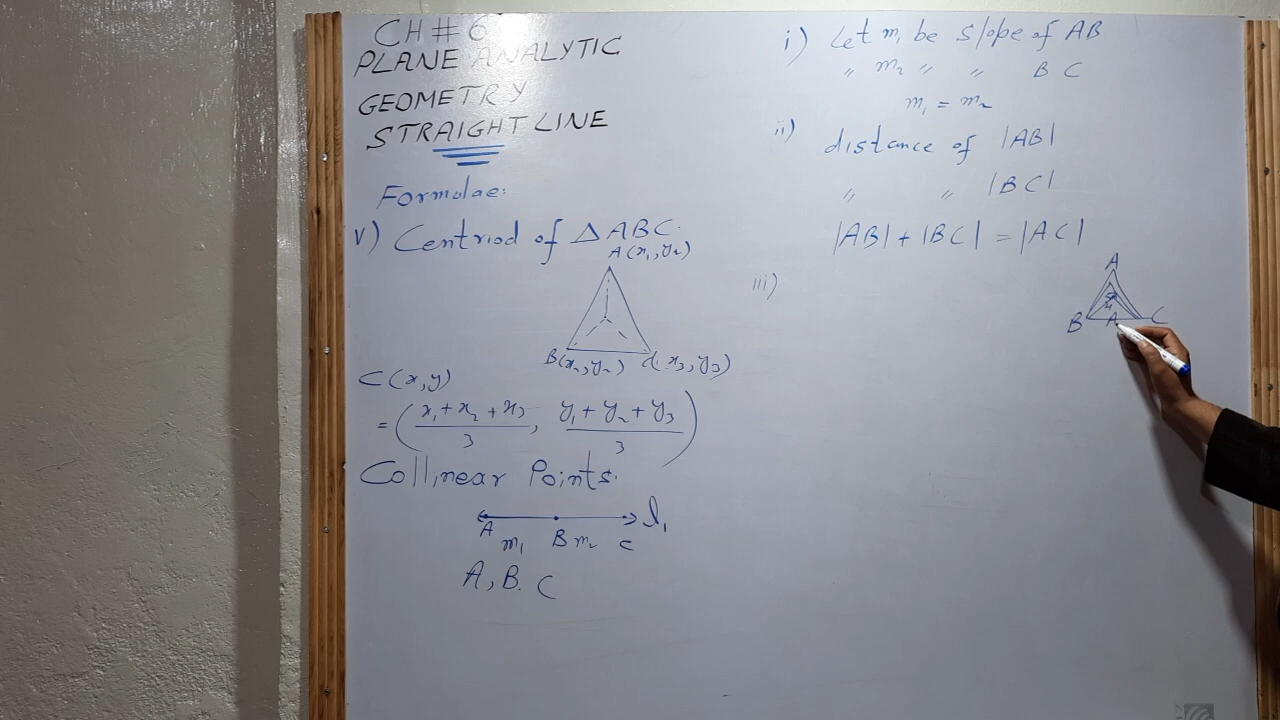 CH # 6
PLANE ANALYTIC
GEOMETRY
STRAIGHT LINE
Formulae:
v) Centriod of △ ABC.
A(x₁, y₂)
B(x₂, y₂) C(x₃, y₃)
C(x, y)
= ( x₁ + x₂ + x₃ / 3 , y₁ + y₂ + y₃ / 3 )
Collinear Points.
A B C l₁
m₁ m₂
A, B. C
i) Let m₁ be slope of AB
" m₂ " " BC
m₁ = m₂
ii) distance of |AB|
" " |BC|
|AB| + |BC| = |AC|
iii)
A
B A C